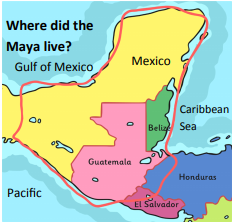 Where did the
Maya live?
Gulf of Mexico
Mexico
Caribbean
Sea
Belize
Guatemala
Honduras
Pacific
El Salvador